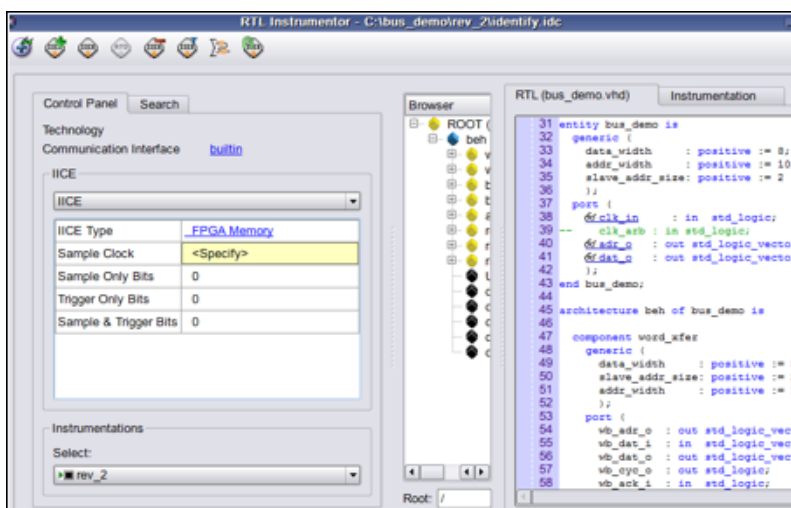 RTL Instrumentor - C:\bus_demo\rev_2\identify.idc
Control Panel
Search
Technology
Communication Interface builtin
IICE
IICE
IICE Type FPGA Memory
Sample Clock <Specify>
Sample Only Bits 0
Trigger Only Bits 0
Sample & Trigger Bits 0
Instrumentations
Select:
rev_2
Browser
ROOT (
beh
Root: /
RTL (bus_demo.vhd)
Instrumentation
31 entity bus_demo is
32 generic (
33 data_width : positive := 8;
34 addr_width : positive := 10
35 slave_addr_size: positive := 2
36 );
37 port (
38 clk_in : in std_logic;
39 -- clk_arb : in std_logic;
40 adr_o : out std_logic_vecto
41 dat_o : out std_logic_vecto
42 );
43 end bus_demo;
44
45 architecture beh of bus_demo is
46
47 component word_xfer
48 generic (
49 data_width : positive :=
50 slave_addr_size: positive :=
51 addr_width : positive :=
52 );
53 port (
54 wb_adr_o : out std_logic_vec
55 wb_dat_i : in std_logic_vec
56 wb_dat_o : out std_logic_vec
57 wb_cyc_o : out std_logic;
58 wb_ack_i : in std_logic;